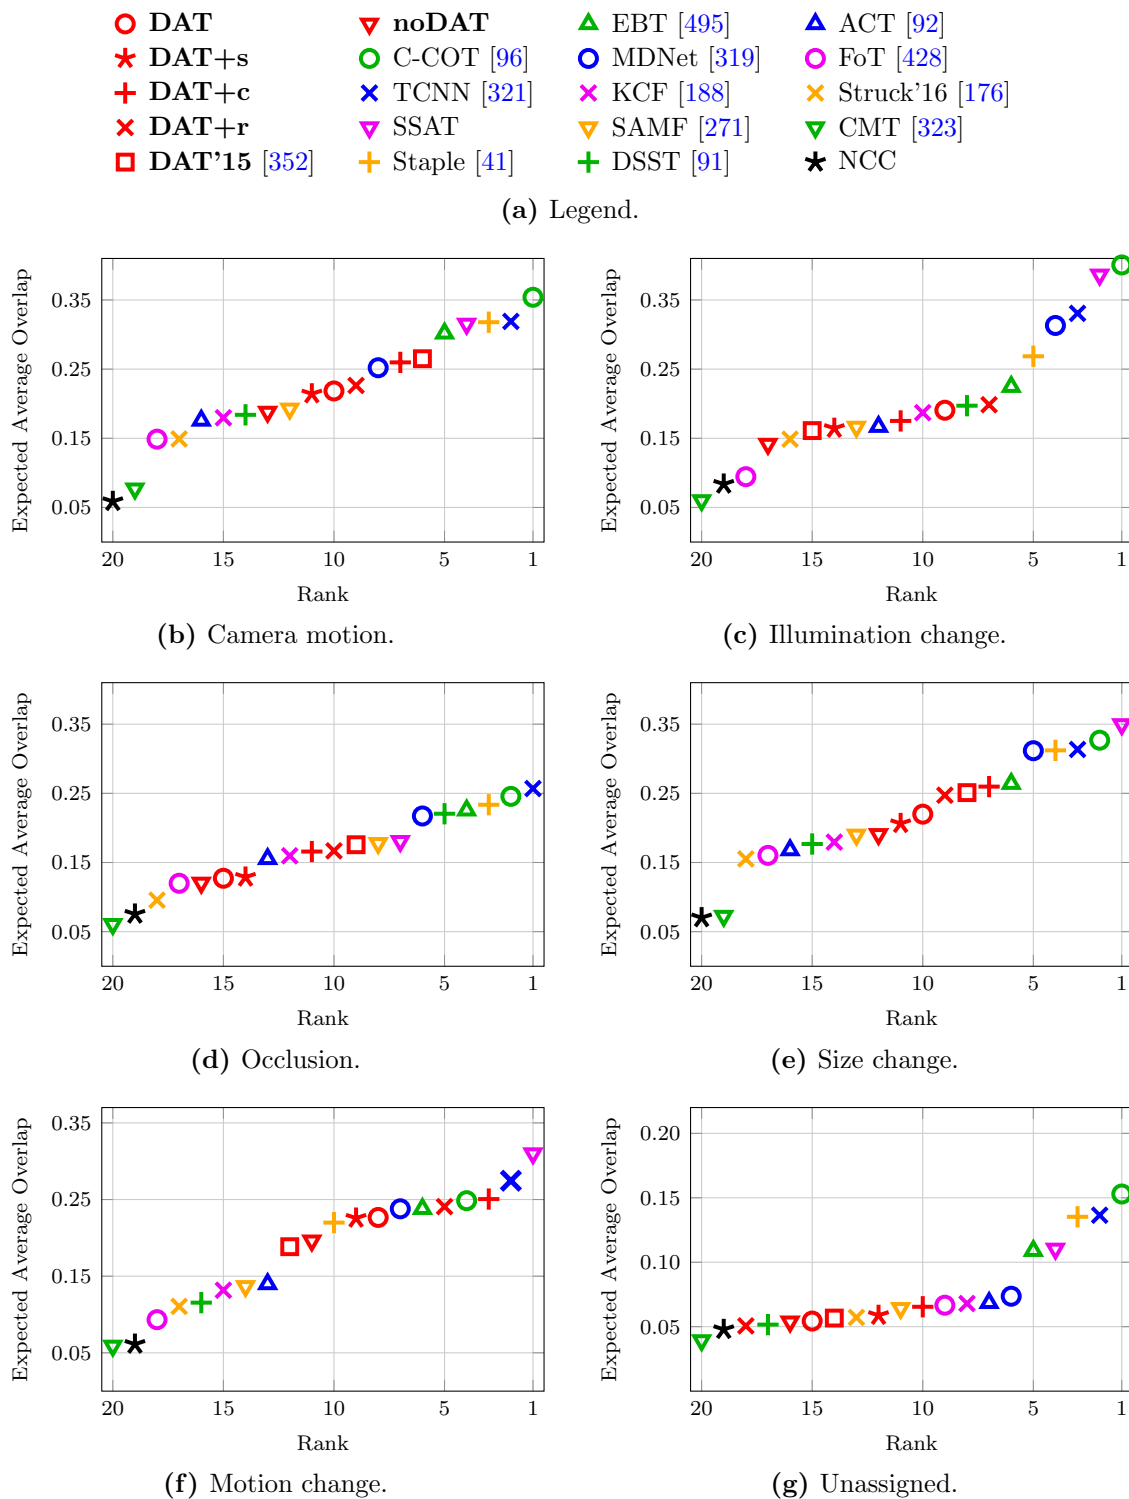 DAT noDAT EBT [495] ACT [92]
DAT+s C-COT [96] MDNet [319] FoT [428]
DAT+c TCNN [321] KCF [188] Struck'16 [176]
DAT+r SSAT SAMF [271] CMT [323]
DAT'15 [352] Staple [41] DSST [91] NCC
(a) Legend.
Expected Average Overlap
0.35
0.25
0.15
0.05
20 15 10 5 1
Rank
(b) Camera motion.
Expected Average Overlap
0.35
0.25
0.15
0.05
20 15 10 5 1
Rank
(c) Illumination change.
Expected Average Overlap
0.35
0.25
0.15
0.05
20 15 10 5 1
Rank
(d) Occlusion.
Expected Average Overlap
0.35
0.25
0.15
0.05
20 15 10 5 1
Rank
(e) Size change.
Expected Average Overlap
0.35
0.25
0.15
0.05
20 15 10 5 1
Rank
(f) Motion change.
Expected Average Overlap
0.20
0.15
0.10
0.05
20 15 10 5 1
Rank
(g) Unassigned.